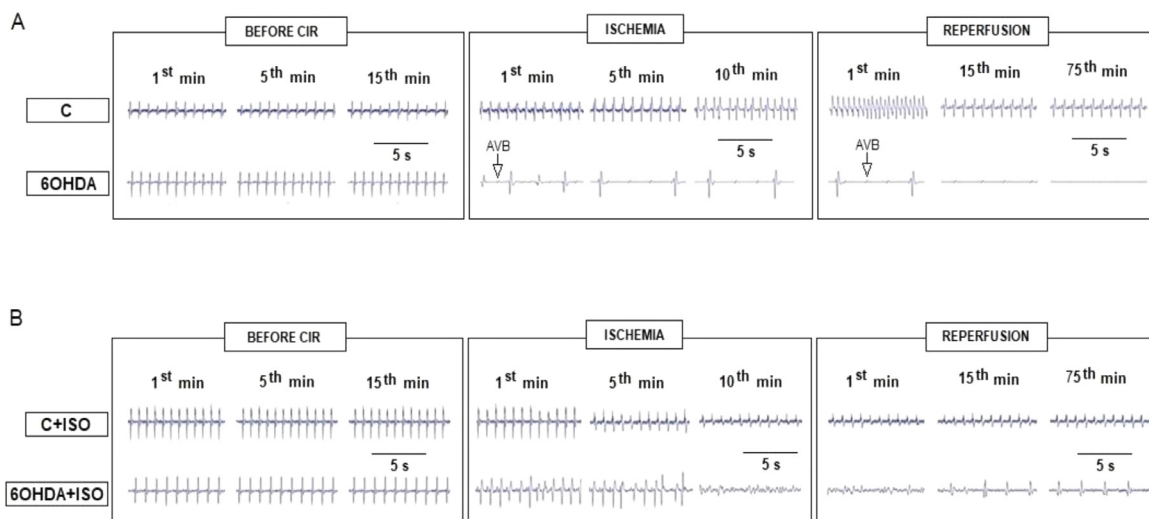 A
BEFORE CIR
ISCHEMIA
REPERFUSION
1st min 5th min 15th min
1st min 5th min 10th min
1st min 15th min 75th min
C
5 s
5 s
5 s
AVB
AVB
6OHDA
B
BEFORE CIR
ISCHEMIA
REPERFUSION
1st min 5th min 15th min
1st min 5th min 10th min
1st min 15th min 75th min
C+ISO
5 s
5 s
5 s
6OHDA+ISO